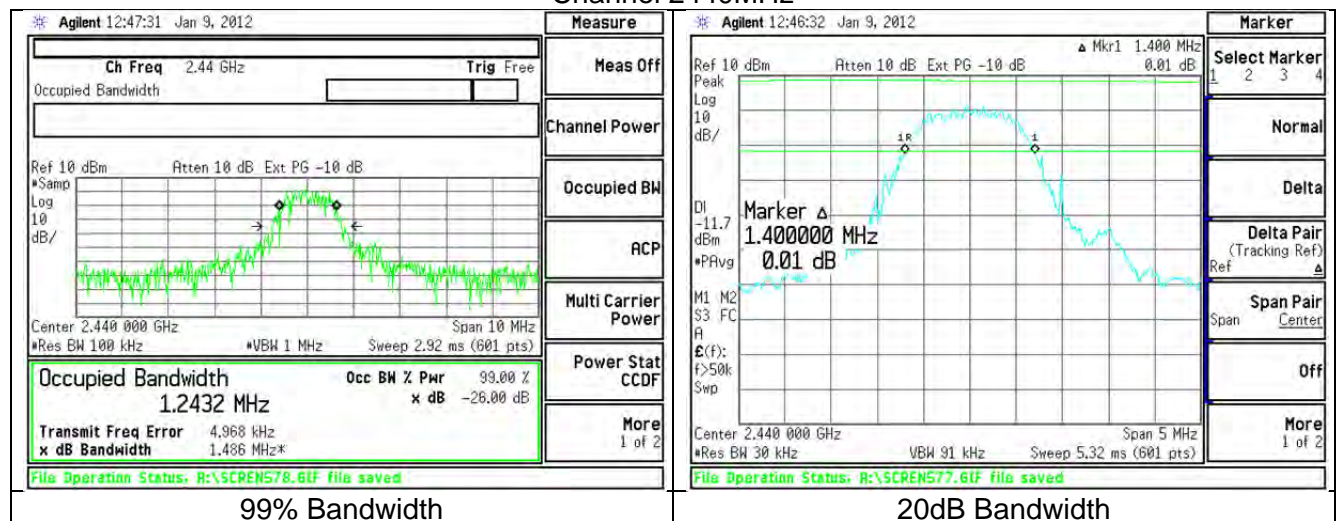 Agilent 12:47:31 Jan 9, 2012
Measure
Ch Freq 2.44 GHz Trig Free
Occupied Bandwidth
Meas Off
Channel Power
Occupied BW
ACP
Multi Carrier
Power
Power Stat
CCDF
More
1 of 2
Ref 10 dBm Atten 10 dB Ext PG -10 dB
#Samp
Log
10
dB/
Center 2.440 000 GHz Span 10 MHz
#Res BW 100 kHz #VBW 1 MHz Sweep 2.92 ms (601 pts)
Occupied Bandwidth Occ BW % Pwr 99.00 %
1.2432 MHz x dB -26.00 dB
Transmit Freq Error 4.968 kHz
x dB Bandwidth 1.486 MHz*
File Operation Status, A:\SCREN578.GIF file saved
99% Bandwidth
Agilent 12:46:32 Jan 9, 2012
Marker
Δ Mkr1 1.400 MHz
Ref 10 dBm Atten 10 dB Ext PG -10 dB 0.01 dB
Peak
Log
10
dB/
1R 1
DI
-11.7
dBm
#PAvg
Marker Δ
1.400000 MHz
0.01 dB
M1 M2
S3 FC
A
£(f):
f>50k
Swp
Center 2.440 000 GHz Span 5 MHz
#Res BW 30 kHz VBW 91 kHz Sweep 5.32 ms (601 pts)
Select Marker
1 2 3 4
Normal
Delta
Delta Pair
(Tracking Ref)
Ref Δ
Span Pair
Span Center
Off
More
1 of 2
File Operation Status, A:\SCREN577.GIF file saved
20dB Bandwidth